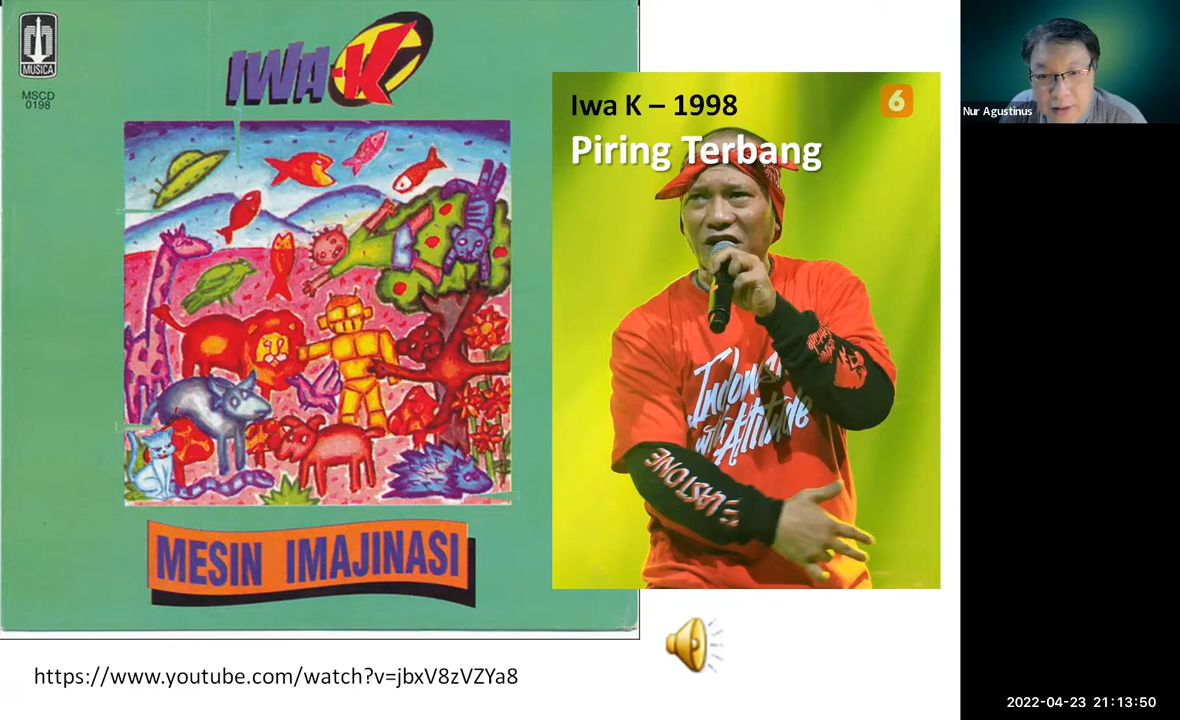 MUSICA
MSCD
0198
IWA-K
MESIN IMAJINASI
Iwa K – 1998
Piring Terbang
6
with Attitude
LASTONE
https://www.youtube.com/watch?v=jbxV8zVZYa8
Nur Agustinus
2022-04-23 21:13:50